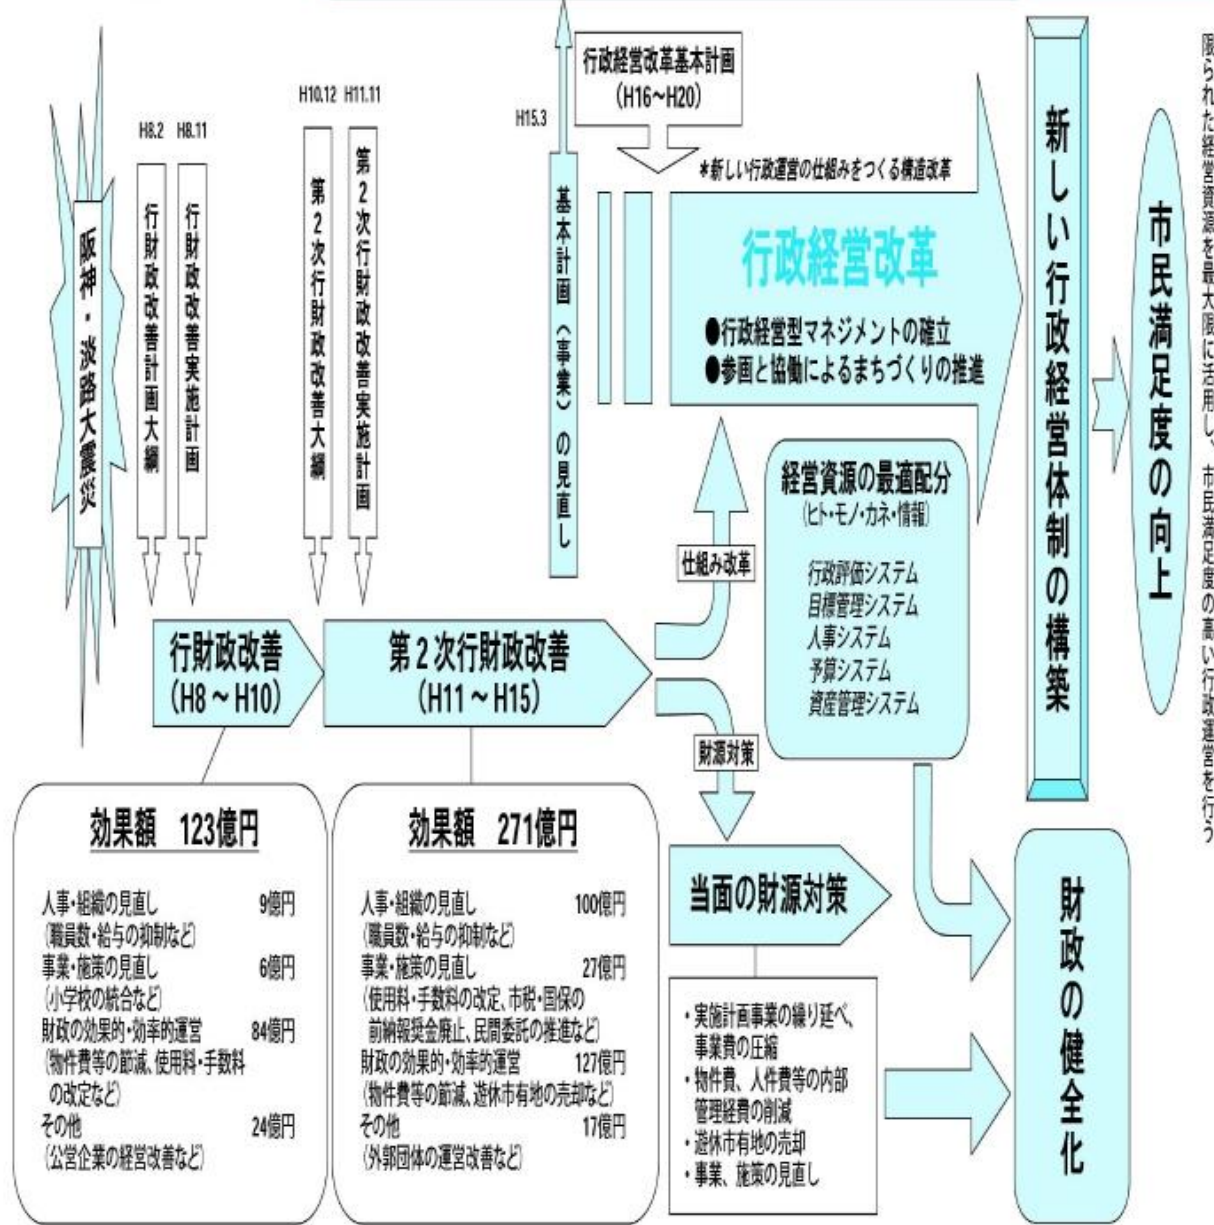 阪神・淡路大震災
H8.2
行財政改善計画大綱
H8.11
行財政改善実施計画
H10.12
第2次行財政改善大綱
H11.11
第2次行財政改善実施計画
H15.3
基本計画（事業）の見直し
行政経営改革基本計画
（H16～H20）
＊新しい行政運営の仕組みをつくる構造改革
行政経営改革
●行政経営型マネジメントの確立
●参画と協働によるまちづくりの推進
新しい行政経営体制の構築
市民満足度の向上
限られた経営資源を最大限に活用し、市民満足度の高い行政運営を行う
経営資源の最適配分
（ヒト・モノ・カネ・情報）
行政評価システム
目標管理システム
人事システム
予算システム
資産管理システム
仕組み改革
行財政改善
（H8～H10）
第2次行財政改善
（H11～H15）
財源対策
効果額 123億円
人事・組織の見直し 9億円
（職員数・給与の抑制など）
事業・施策の見直し 6億円
（小学校の統合など）
財政の効果的・効率的運営 84億円
（物件費等の節減、使用料・手数料
の改定など）
その他 24億円
（公営企業の経営改善など）
効果額 271億円
人事・組織の見直し 100億円
（職員数・給与の抑制など）
事業・施策の見直し 27億円
（使用料・手数料の改定、市税・国保の
前納報奨金廃止、民間委託の推進など）
財政の効果的・効率的運営 127億円
（物件費等の節減、遊休市有地の売却など）
その他 17億円
（外郭団体の運営改善など）
当面の財源対策
・実施計画事業の繰り延べ、
事業費の圧縮
・物件費、人件費等の内部
管理経費の削減
・遊休市有地の売却
・事業、施策の見直し
財政の健全化